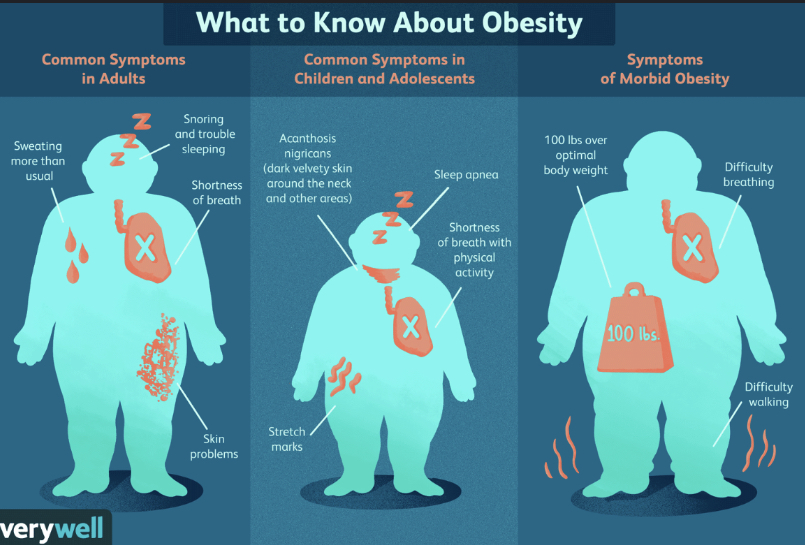 What to Know About Obesity
Common Symptoms
in Adults
Common Symptoms in
Children and Adolescents
Symptoms
of Morbid Obesity
Sweating
more than
usual
Z
Z
Z
Snoring
and trouble
sleeping
Shortness
of breath
X
Skin
problems
Acanthosis
nigricans
(dark velvety skin
around the neck
and other areas)
Z
Z
Z
Sleep apnea
Shortness
of breath with
physical
activity
X
Stretch
marks
100 lbs over
optimal
body weight
Difficulty
breathing
X
100 lbs.
Difficulty
walking
verywell